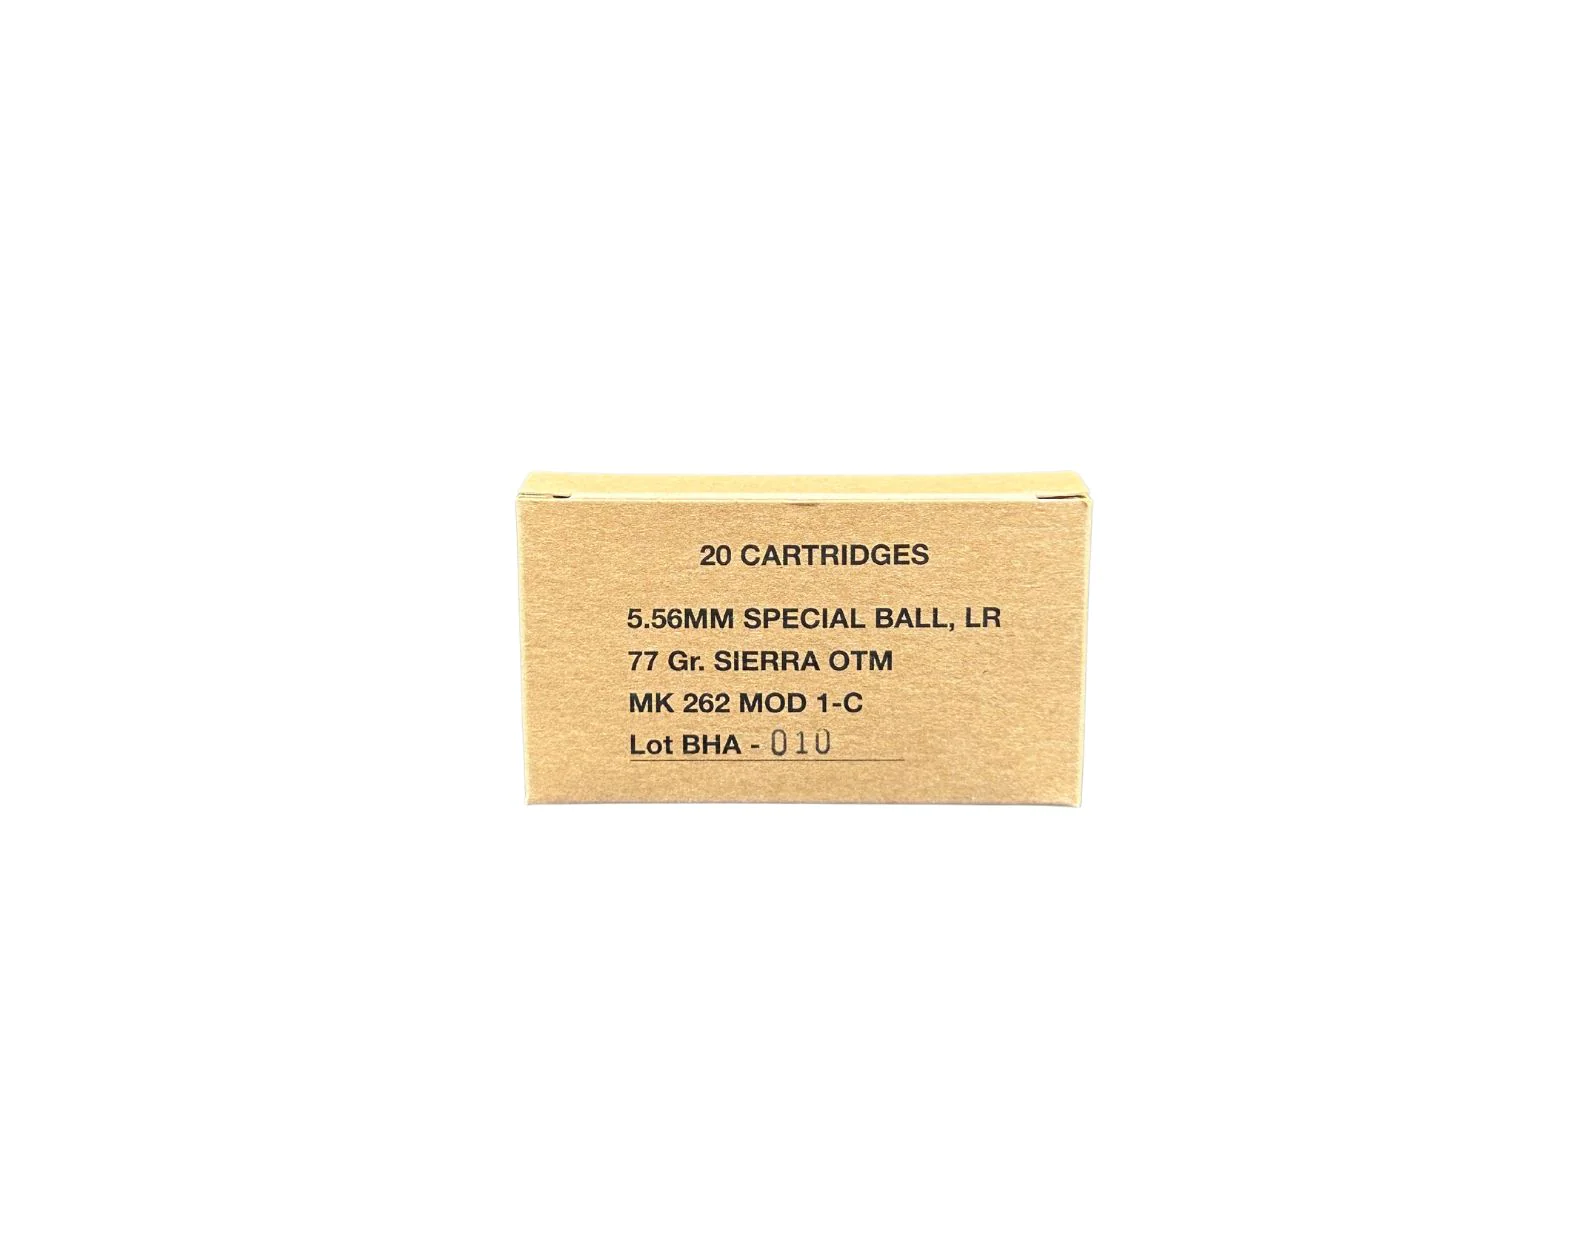 20 CARTRIDGES
5.56MM SPECIAL BALL, LR
77 Gr. SIERRA OTM
MK 262 MOD 1-C
Lot BHA - 010